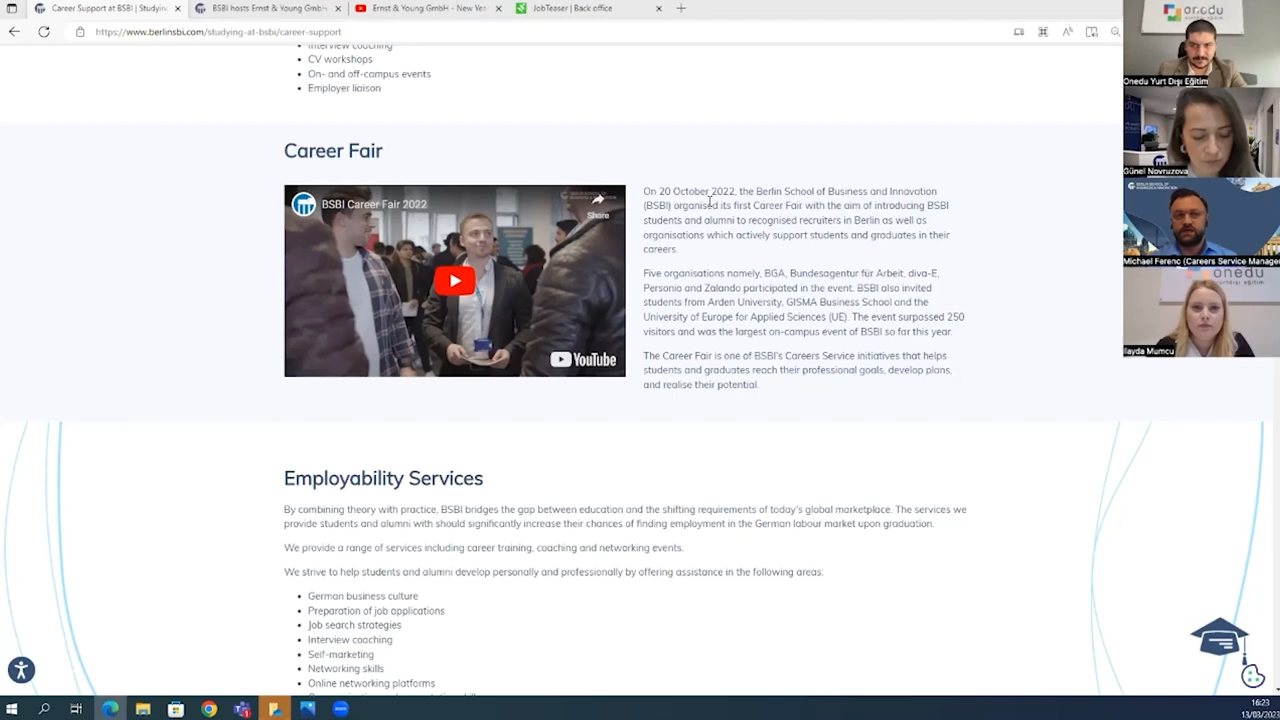 Career Support at BSBI | Studyin
BSBI hosts Ernst & Young GmbH
Ernst & Young GmbH - New Ye
JobTeaser | Back office
https://www.berlinsbi.com/studying-at-bsbi/career-support
Interview coaching
CV workshops
On- and off-campus events
Employer liaison
Career Fair
BSBI Career Fair 2022
Share
YouTube
On 20 October 2022, the Berlin School of Business and Innovation
(BSBI) organised its first Career Fair with the aim of introducing BSBI
students and alumni to recognised recruiters in Berlin as well as
organisations which actively support students and graduates in their
careers.
Five organisations namely, BGA, Bundesagentur für Arbeit, diva-E,
Personio and Zalando participated in the event. BSBI also invited
students from Arden University, GISMA Business School and the
University of Europe for Applied Sciences (UE). The event surpassed 250
visitors and was the largest on-campus event of BSBI so far this year.
The Career Fair is one of BSBI's Careers Service initiatives that helps
students and graduates reach their professional goals, develop plans,
and realise their potential.
Employability Services
By combining theory with practice, BSBI bridges the gap between education and the shifting requirements of today's global marketplace. The services we
provide students and alumni with should significantly increase their chances of finding employment in the German labour market upon graduation.
We provide a range of services including career training, coaching and networking events.
We strive to help students and alumni develop personally and professionally by offering assistance in the following areas:
German business culture
Preparation of job applications
Job search strategies
Interview coaching
Self-marketing
Networking skills
Online networking platforms
onedu
Onedu Yurt Dışı Eğitim
Günel Novruzova
Michael Ferenc (Careers Service Manage
onedu
yurtdışı eğitim
İlayda Mumcu
16:23
13/03/2023